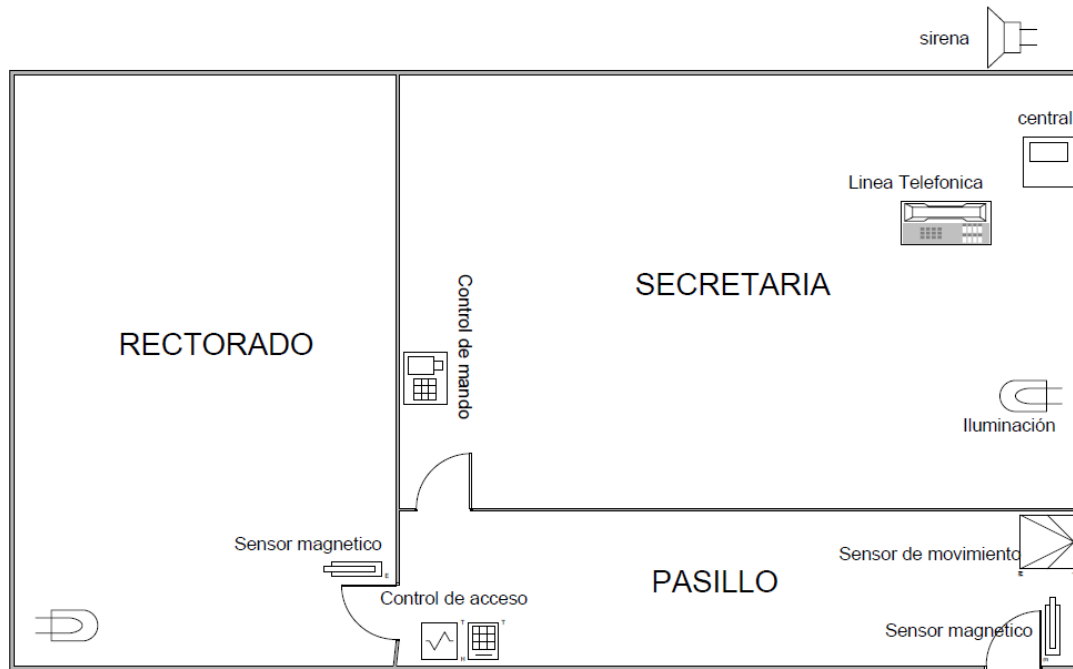 sirena
central
Linea Telefonica
SECRETARIA
Control de mando
RECTORADO
Iluminación
Sensor magnetico
Sensor de movimiento
PASILLO
Control de acceso
Sensor magnetico